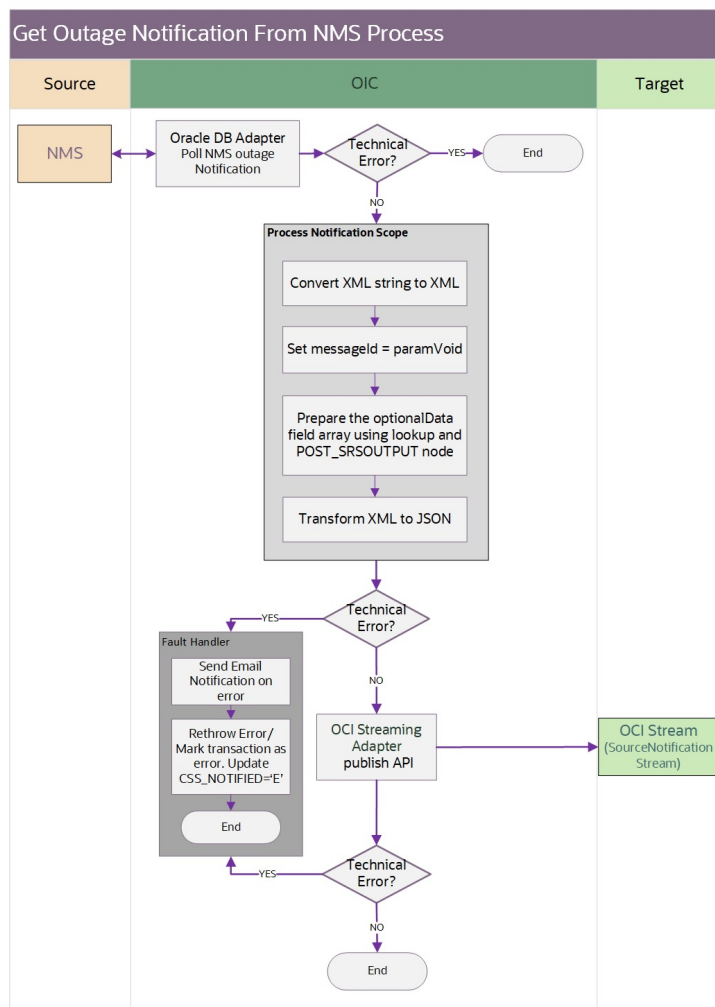 Get Outage Notification From NMS Process
Source
OIC
Target
NMS
Oracle DB Adapter
Poll NMS outage
Notification
Technical
Error?
YES
End
NO
Process Notification Scope
Convert XML string to XML
Set messageId = paramVoid
Prepare the optionalData
field array using lookup and
POST_SRSOUTPUT node
Transform XML to JSON
Technical
Error?
YES
NO
Fault Handler
Send Email
Notification on
error
Rethrow Error/
Mark transaction as
error. Update
CSS_NOTIFIED=‘E’
End
OCI Streaming
Adapter
publish API
OCI Stream
(SourceNotification
Stream)
Technical
Error?
YES
NO
End